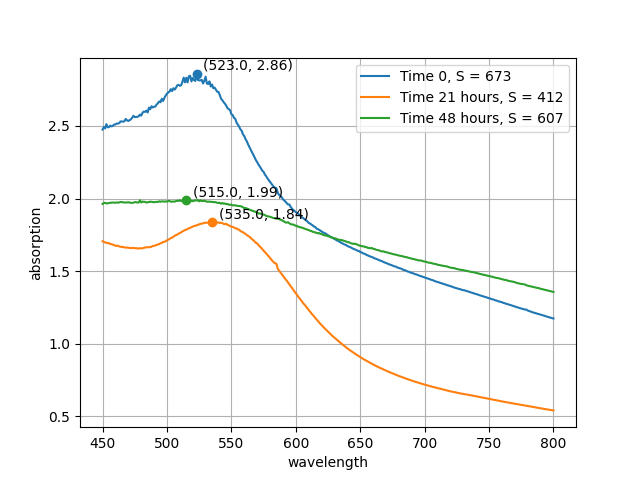 (523.0, 2.86)
Time 0, S = 673
Time 21 hours, S = 412
Time 48 hours, S = 607
(515.0, 1.99)
(535.0, 1.84)
2.5
2.0
1.5
1.0
0.5
absorption
450 500 550 600 650 700 750 800
wavelength